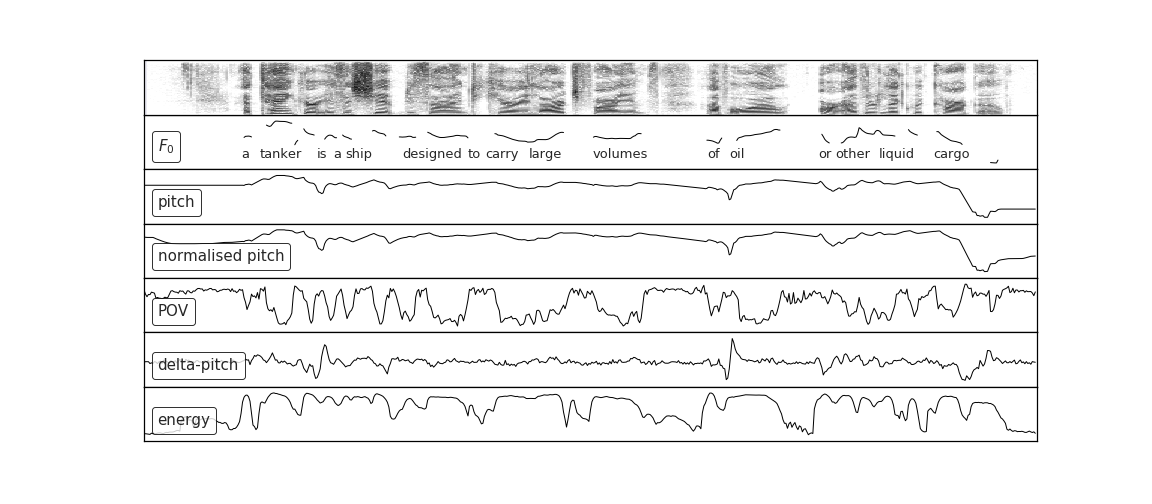 F0
a tanker is a ship designed to carry large volumes of oil or other liquid cargo
pitch
normalised pitch
POV
delta-pitch
energy